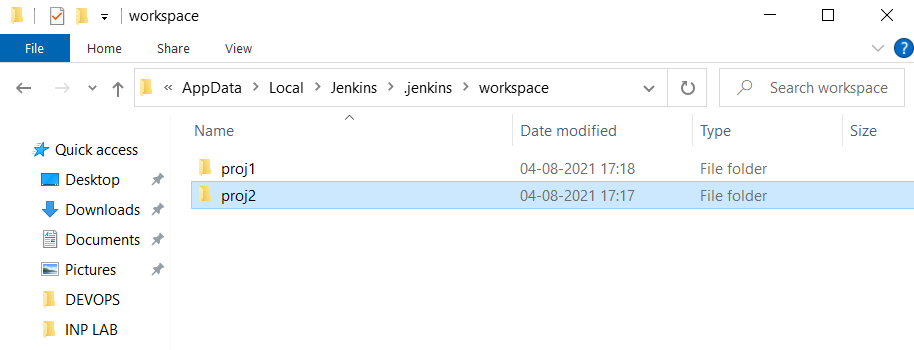 workspace
File Home Share View
« AppData > Local > Jenkins > .jenkins > workspace
Search workspace
Name Date modified Type Size
Quick access
Desktop
Downloads
Documents
Pictures
DEVOPS
INP LAB
proj1 04-08-2021 17:18 File folder
proj2 04-08-2021 17:17 File folder